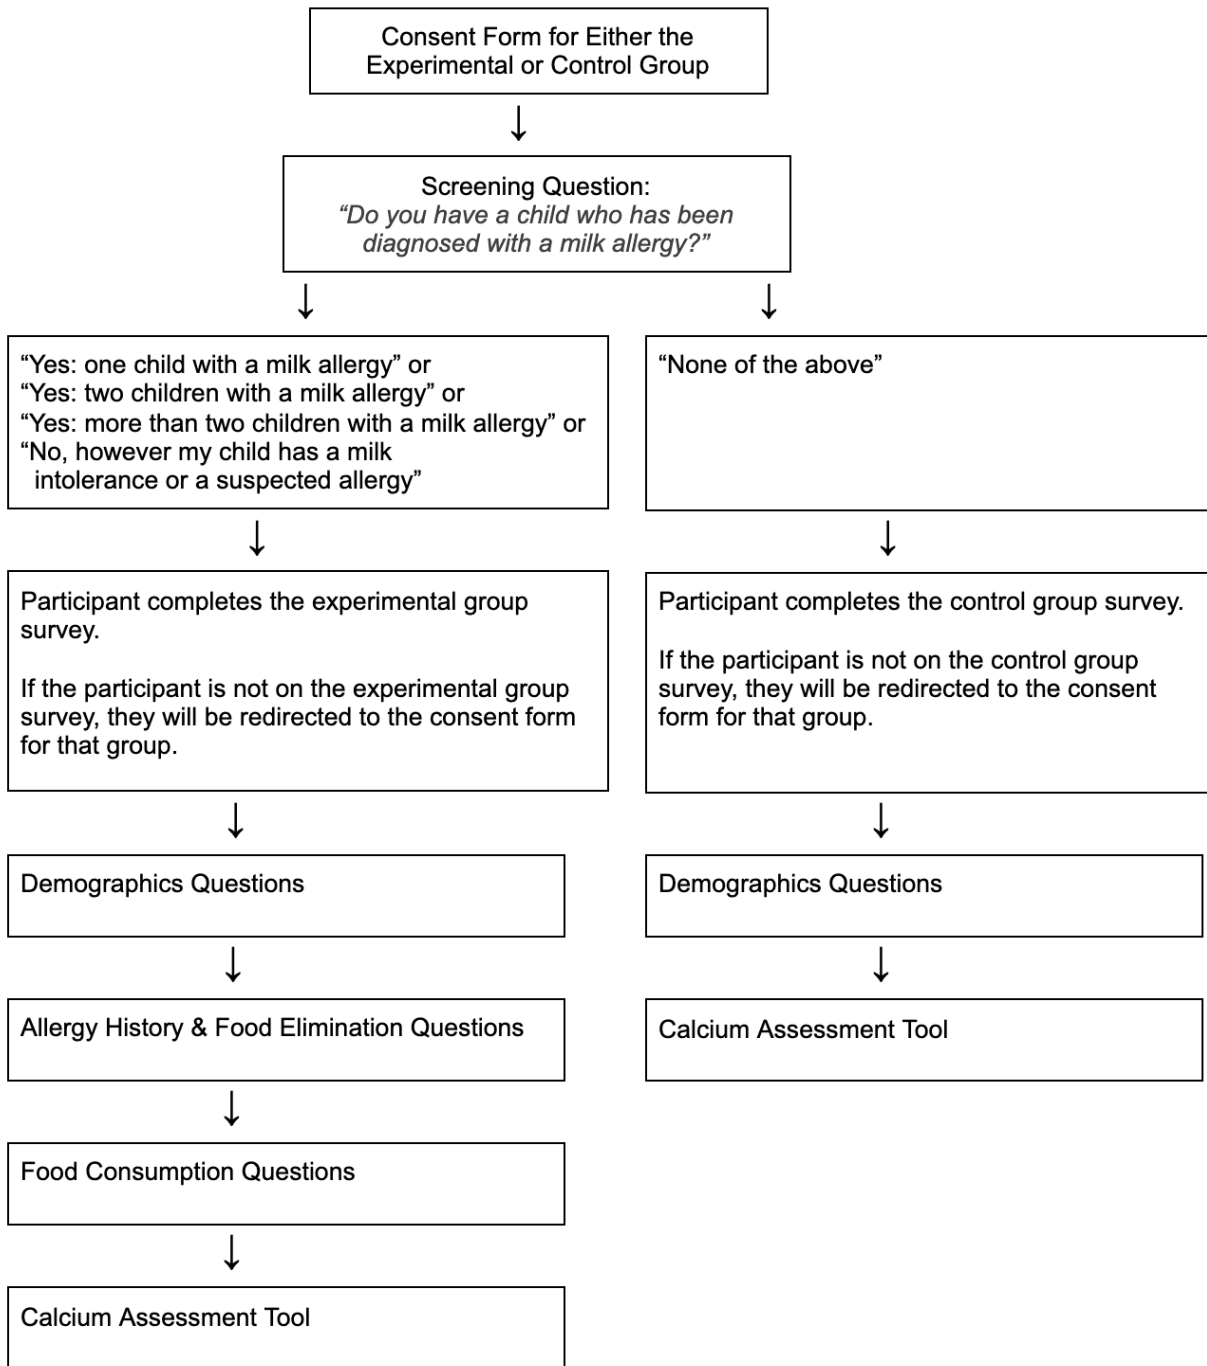 Consent Form for Either the
Experimental or Control Group
Screening Question:
“Do you have a child who has been
diagnosed with a milk allergy?”
“Yes: one child with a milk allergy” or
“Yes: two children with a milk allergy” or
“Yes: more than two children with a milk allergy” or
“No, however my child has a milk
intolerance or a suspected allergy”
“None of the above”
Participant completes the experimental group
survey.
If the participant is not on the experimental group
survey, they will be redirected to the consent form
for that group.
Participant completes the control group survey.
If the participant is not on the control group
survey, they will be redirected to the consent
form for that group.
Demographics Questions
Demographics Questions
Allergy History & Food Elimination Questions
Calcium Assessment Tool
Food Consumption Questions
Calcium Assessment Tool